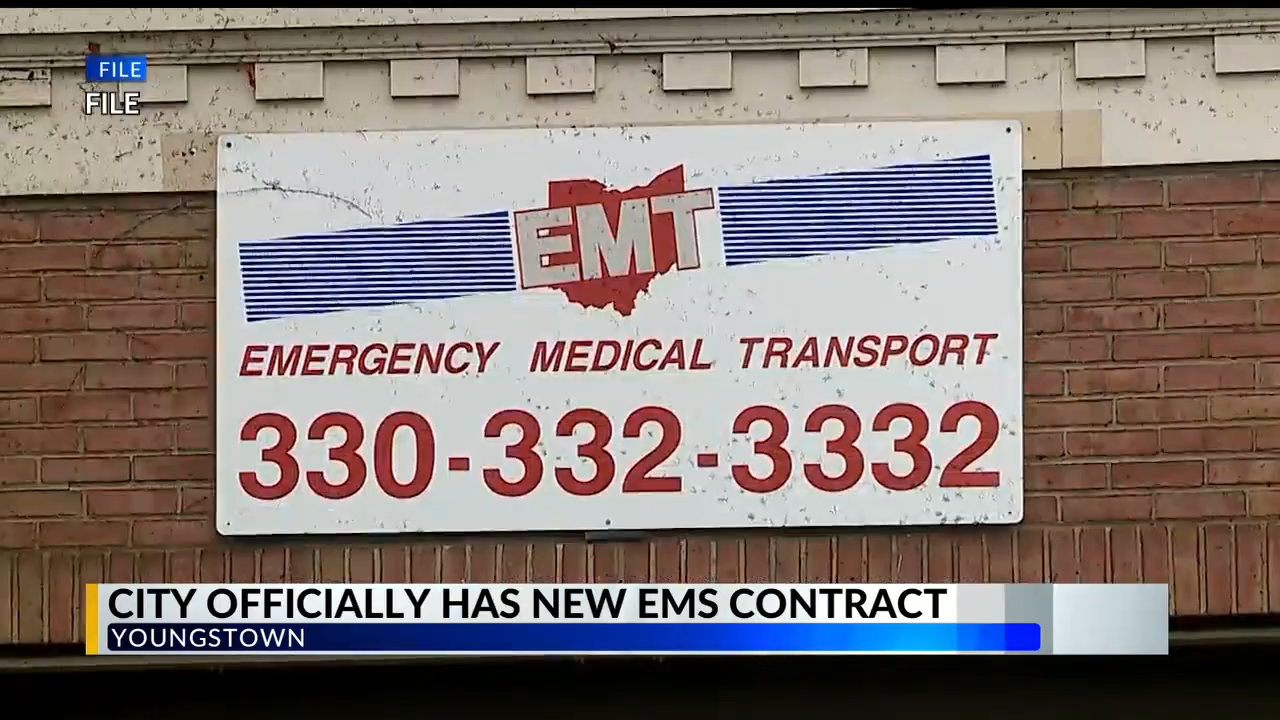 FILE
FILE
EMT
EMERGENCY MEDICAL TRANSPORT
330-332-3332
CITY OFFICIALLY HAS NEW EMS CONTRACT
YOUNGSTOWN